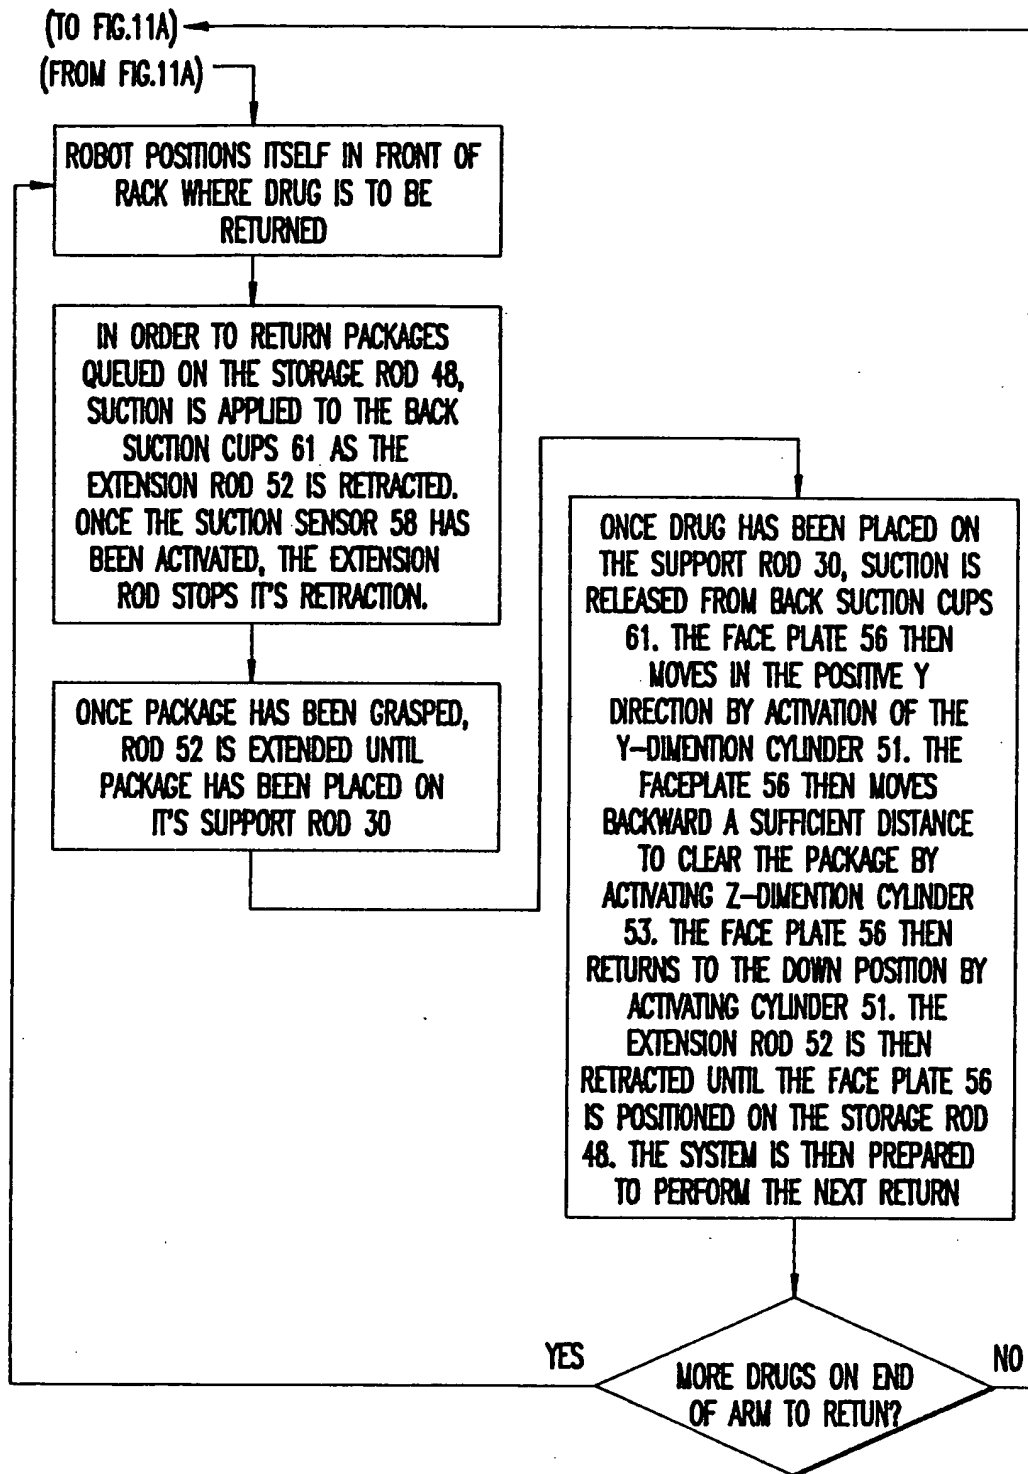 (TO FIG.11A)
(FROM FIG.11A)
ROBOT POSITIONS ITSELF IN FRONT OF
RACK WHERE DRUG IS TO BE
RETURNED
IN ORDER TO RETURN PACKAGES
QUEUED ON THE STORAGE ROD 48,
SUCTION IS APPLIED TO THE BACK
SUCTION CUPS 61 AS THE
EXTENSION ROD 52 IS RETRACTED.
ONCE THE SUCTION SENSOR 58 HAS
BEEN ACTIVATED, THE EXTENSION
ROD STOPS IT'S RETRACTION.
ONCE PACKAGE HAS BEEN GRASPED,
ROD 52 IS EXTENDED UNTIL
PACKAGE HAS BEEN PLACED ON
IT'S SUPPORT ROD 30
ONCE DRUG HAS BEEN PLACED ON
THE SUPPORT ROD 30, SUCTION IS
RELEASED FROM BACK SUCTION CUPS
61. THE FACE PLATE 56 THEN
MOVES IN THE POSITIVE Y
DIRECTION BY ACTIVATION OF THE
Y-DIMENTION CYLINDER 51. THE
FACEPLATE 56 THEN MOVES
BACKWARD A SUFFICIENT DISTANCE
TO CLEAR THE PACKAGE BY
ACTIVATING Z-DIMENTION CYLINDER
53. THE FACE PLATE 56 THEN
RETURNS TO THE DOWN POSITION BY
ACTIVATING CYLINDER 51. THE
EXTENSION ROD 52 IS THEN
RETRACTED UNTIL THE FACE PLATE 56
IS POSITIONED ON THE STORAGE ROD
48. THE SYSTEM IS THEN PREPARED
TO PERFORM THE NEXT RETURN
YES
NO
MORE DRUGS ON END
OF ARM TO RETUN?